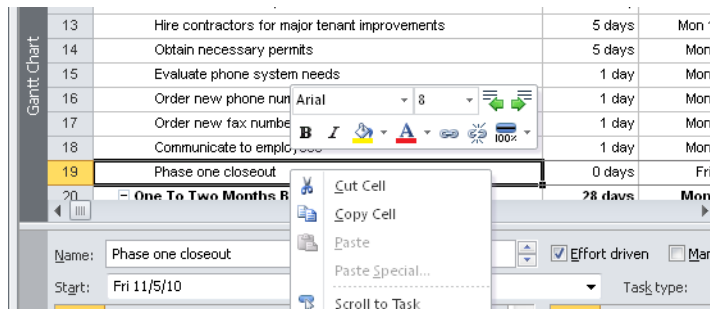 13 Hire contractors for major tenant improvements 5 days Mon
14 Obtain necessary permits 5 days Mon
15 Evaluate phone system needs 1 day Mon
16 Order new phone num 1 day Mon
17 Order new fax numbe 1 day Mon
18 Communicate to employees 1 day Mon
19 Phase one closeout 0 days Fri
20 One To Two Months B 28 days Mon
Gantt Chart
Arial 8
B I A 100%
Cut Cell
Copy Cell
Paste
Paste Special...
Scroll to Task
Name: Phase one closeout Effort driven Mar
Start: Fri 11/5/10 Task type: